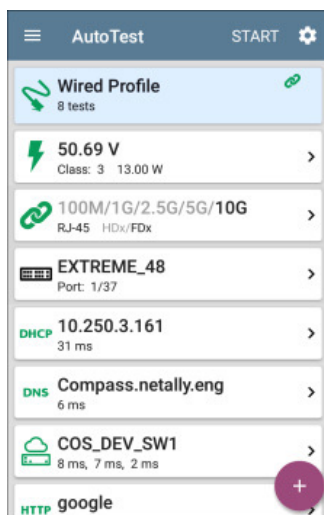 AutoTest START
Wired Profile
8 tests
50.69 V
Class: 3 13.00 W
100M/1G/2.5G/5G/10G
RJ-45 HDx/FDx
EXTREME_48
Port: 1/37
DHCP 10.250.3.161
31 ms
DNS Compass.netally.eng
6 ms
COS_DEV_SW1
8 ms, 7 ms, 2 ms
HTTP google